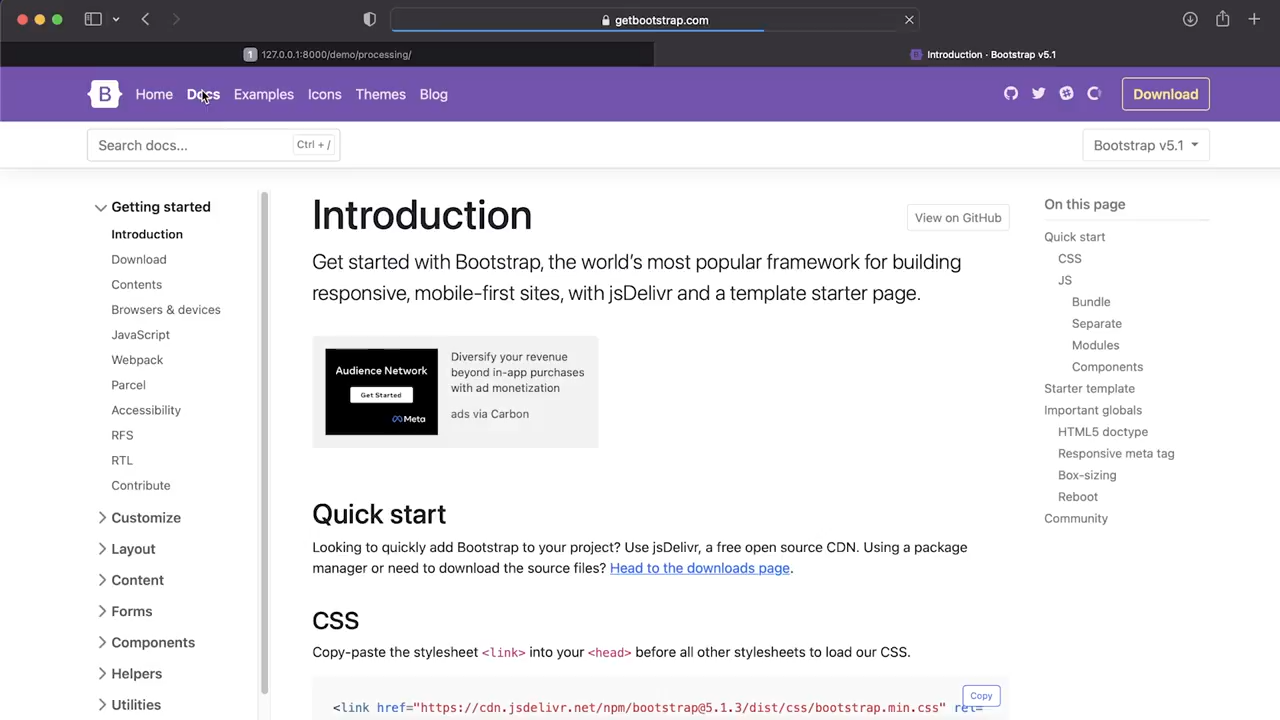 getbootstrap.com
1 127.0.0.1:8000/demo/processing/
Introduction · Bootstrap v5.1
B Home Docs Examples Icons Themes Blog Download
Search docs... Ctrl + /
Bootstrap v5.1
Getting started
Introduction
Download
Contents
Browsers & devices
JavaScript
Webpack
Parcel
Accessibility
RFS
RTL
Contribute
Customize
Layout
Content
Forms
Components
Helpers
Utilities
Introduction
View on GitHub
Get started with Bootstrap, the world's most popular framework for building
responsive, mobile-first sites, with jsDelivr and a template starter page.
Audience Network
Get Started
Meta
Diversify your revenue
beyond in-app purchases
with ad monetization
ads via Carbon
Quick start
Looking to quickly add Bootstrap to your project? Use jsDelivr, a free open source CDN. Using a package
manager or need to download the source files? Head to the downloads page.
CSS
Copy-paste the stylesheet <link> into your <head> before all other stylesheets to load our CSS.
Copy
<link href="https://cdn.jsdelivr.net/npm/bootstrap@5.1.3/dist/css/bootstrap.min.css" rel=
On this page
Quick start
CSS
JS
Bundle
Separate
Modules
Components
Starter template
Important globals
HTML5 doctype
Responsive meta tag
Box-sizing
Reboot
Community